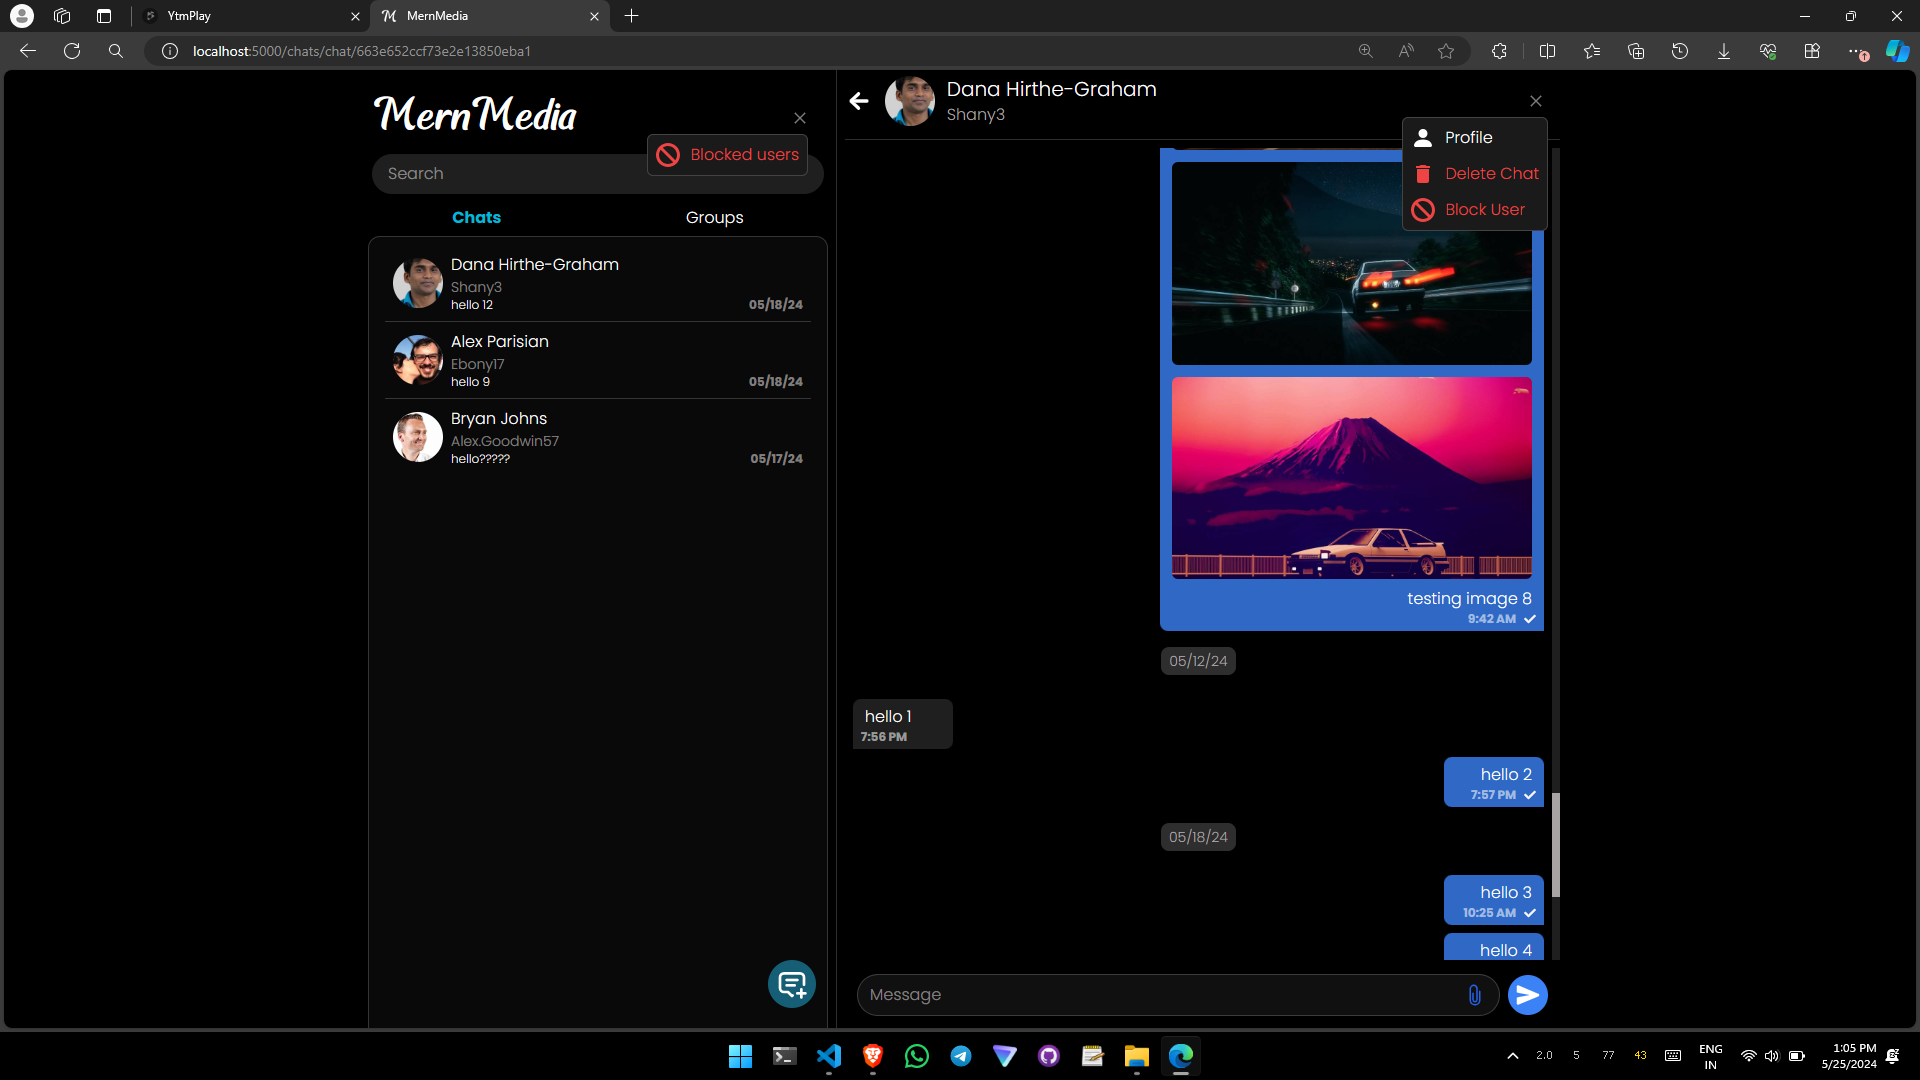 YtmPlay
MernMedia
localhost:5000/chats/chat/663e652ccf73e2e13850eba1
1
MernMedia
Blocked users
Search
Chats
Groups
Dana Hirthe-Graham
Shany3
hello 12
05/18/24
Alex Parisian
Ebony17
hello 9
05/18/24
Bryan Johns
Alex.Goodwin57
hello?????
05/17/24
Dana Hirthe-Graham
Shany3
Profile
Delete Chat
Block User
testing image 8
9:42 AM
05/12/24
hello 1
7:56 PM
hello 2
7:57 PM
05/18/24
hello 3
10:25 AM
hello 4
Message
2.0
5
77
43
ENG
IN
1:05 PM
5/25/2024